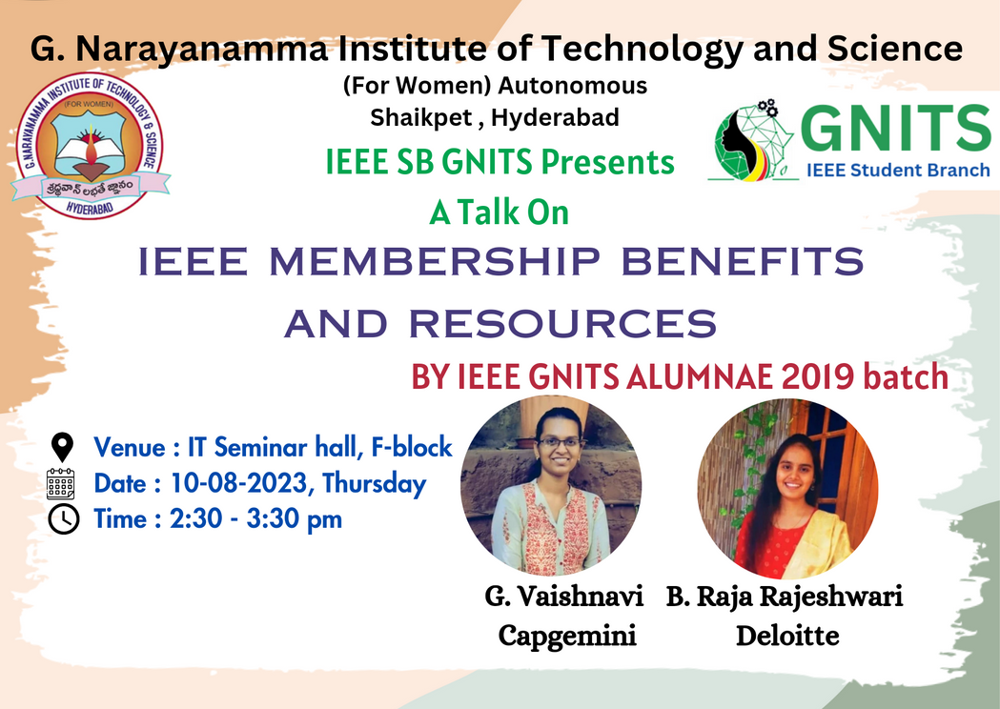 G. Narayanamma Institute of Technology and Science
(For Women) Autonomous
Shaikpet , Hyderabad
G.NARAYANAMMA INSTITUTE OF TECHNOLOGY & SCIENCE
(FOR WOMEN)
శ్రద్ధవాన్ లభతే జ్ఞానం
HYDERABAD
GNITS
IEEE Student Branch
IEEE SB GNITS Presents
A Talk On
IEEE MEMBERSHIP BENEFITS
AND RESOURCES
BY IEEE GNITS ALUMNAE 2019 batch
Venue : IT Seminar hall, F-block
Date : 10-08-2023, Thursday
Time : 2:30 - 3:30 pm
G. Vaishnavi
Capgemini
B. Raja Rajeshwari
Deloitte